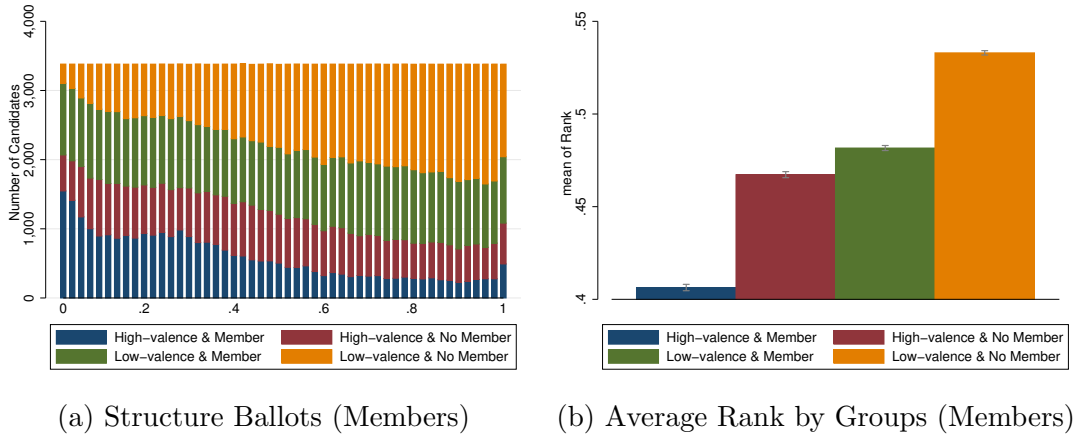 Number of Candidates
4,000
3,000
2,000
1,000
0
0
.2
.4
.6
.8
1
High−valence & Member
High−valence & No Member
Low−valence & Member
Low−valence & No Member
(a) Structure Ballots (Members)
mean of Rank
.55
.5
.45
.4
High−valence & Member
High−valence & No Member
Low−valence & Member
Low−valence & No Member
(b) Average Rank by Groups (Members)